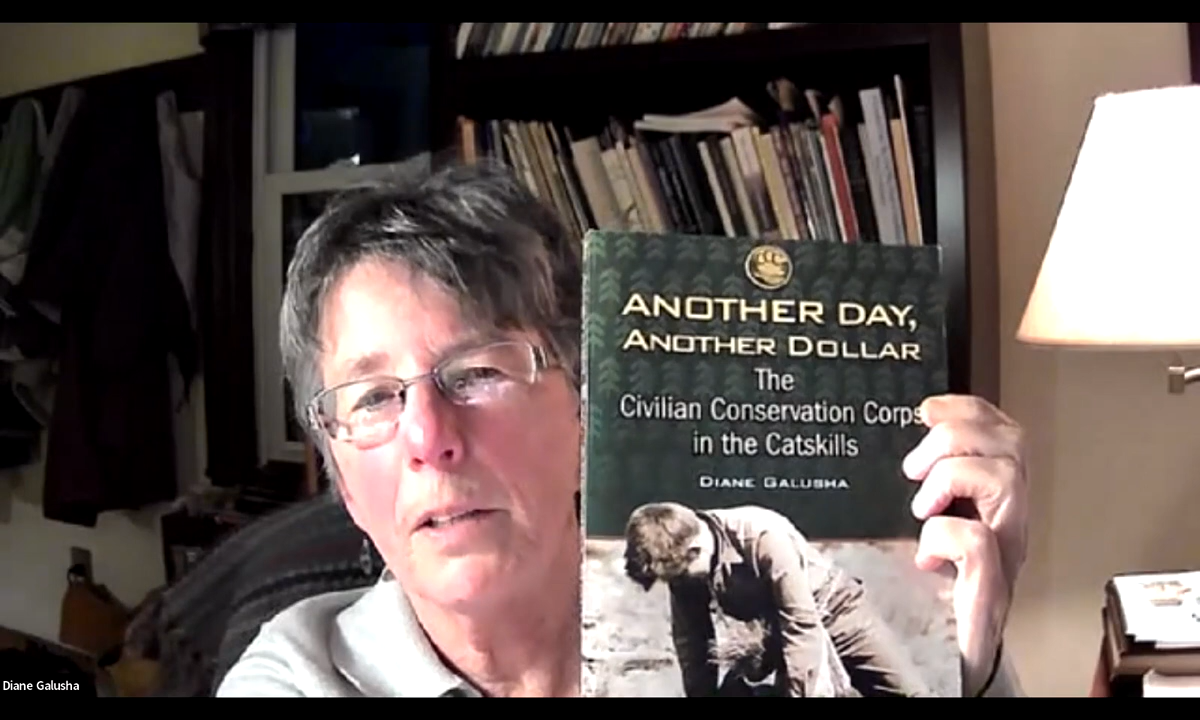 ANOTHER DAY,
ANOTHER DOLLAR
The
Civilian Conservation Corps
in the Catskills
DIANE GALUSHA
Diane Galusha